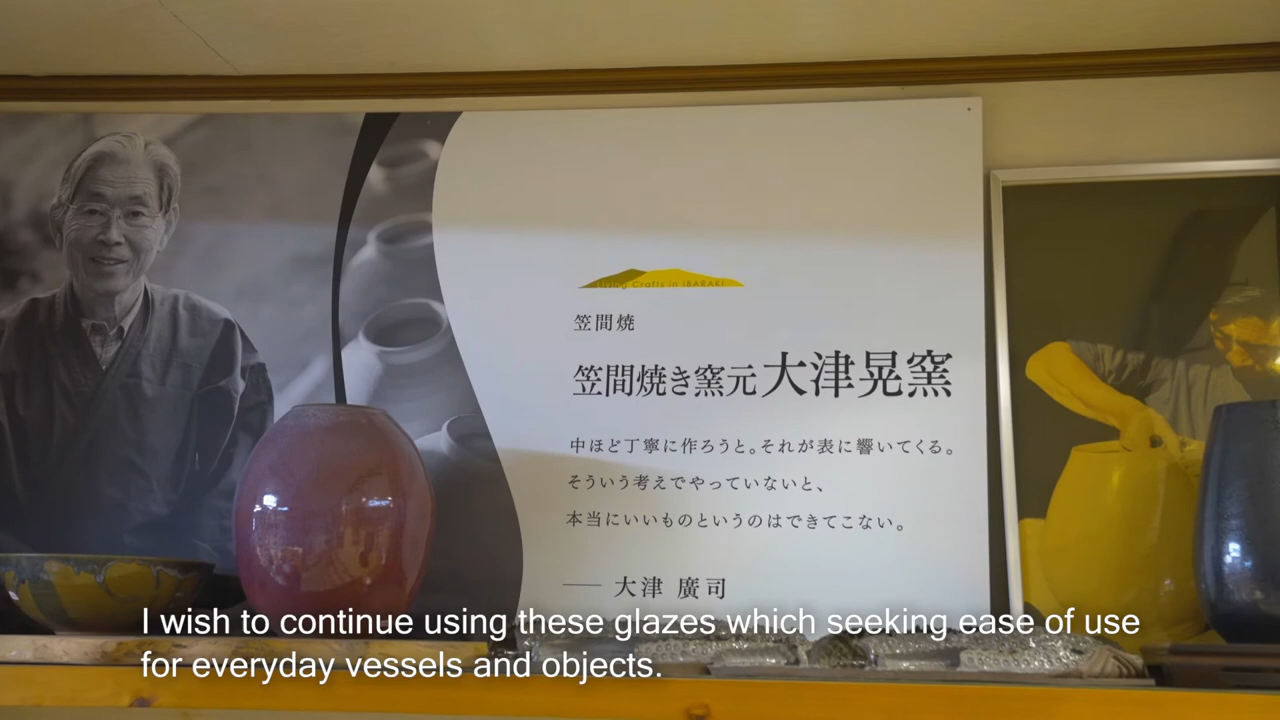 Living Crafts in IBARAKI
笠間焼
笠間焼き窯元大津晃窯
中ほど丁寧に作ろうと。それが表に響いてくる。
そういう考えでやっていないと、
本当にいいものというのはできてこない。
── 大津 廣司
I wish to continue using these glazes which seeking ease of use
for everyday vessels and objects.